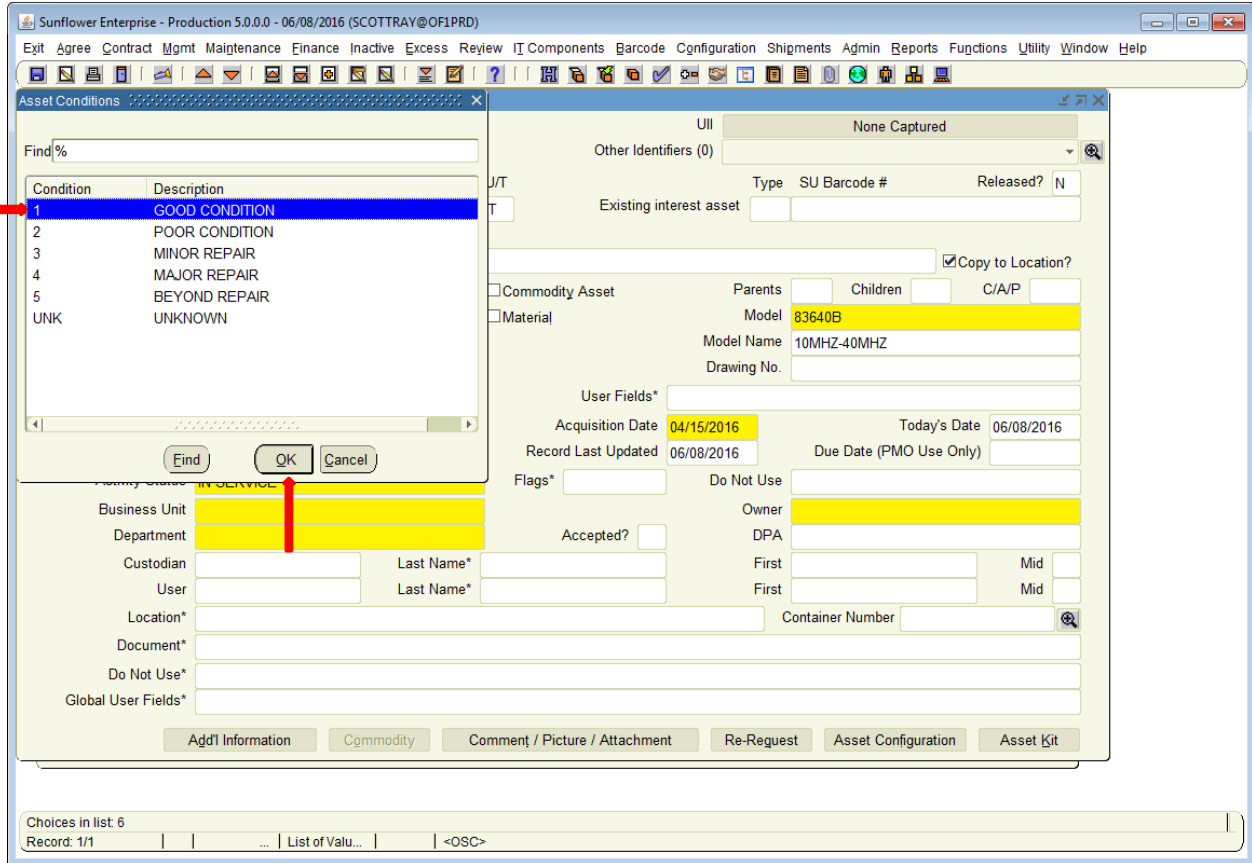 Sunflower Enterprise - Production 5.0.0.0 - 06/08/2016 (SCOTTRAY@OF1PRD)
Exit Agree Contract Mgmt Maintenance Finance Inactive Excess Review IT Components Barcode Configuration Shipments Admin Reports Functions Utility Window Help
Asset Conditions
Find %
Condition Description
1 GOOD CONDITION
2 POOR CONDITION
3 MINOR REPAIR
4 MAJOR REPAIR
5 BEYOND REPAIR
UNK UNKNOWN
Find OK Cancel
UII None Captured
Other Identifiers (0)
U/T Type SU Barcode # Released? N
T Existing interest asset
Copy to Location?
Commodity Asset Parents Children C/A/P
Material Model 83640B
Model Name 10MHZ-40MHZ
Drawing No.
User Fields*
Acquisition Date 04/15/2016 Today's Date 06/08/2016
Record Last Updated 06/08/2016 Due Date (PMO Use Only)
Activity Status IN SERVICE Flags* Do Not Use
Business Unit Owner
Department Accepted? DPA
Custodian Last Name* First Mid
User Last Name* First Mid
Location* Container Number
Document*
Do Not Use*
Global User Fields*
Add'l Information Commodity Comment / Picture / Attachment Re-Request Asset Configuration Asset Kit
Choices in list: 6
Record: 1/1 ... List of Valu... <OSC>